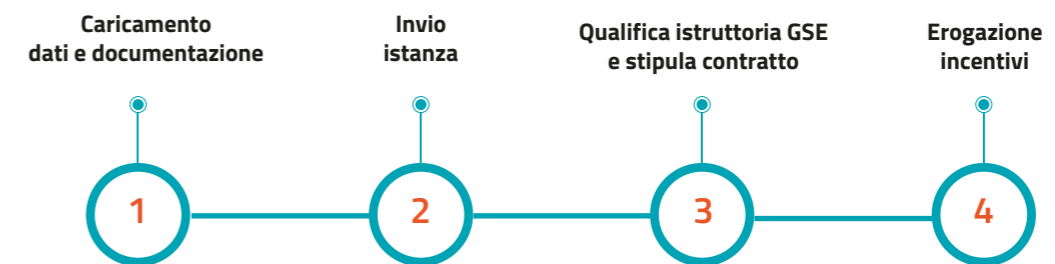 Caricamento
dati e documentazione
Invio
istanza
Qualifica istruttoria GSE
e stipula contratto
Erogazione
incentivi
1
2
3
4